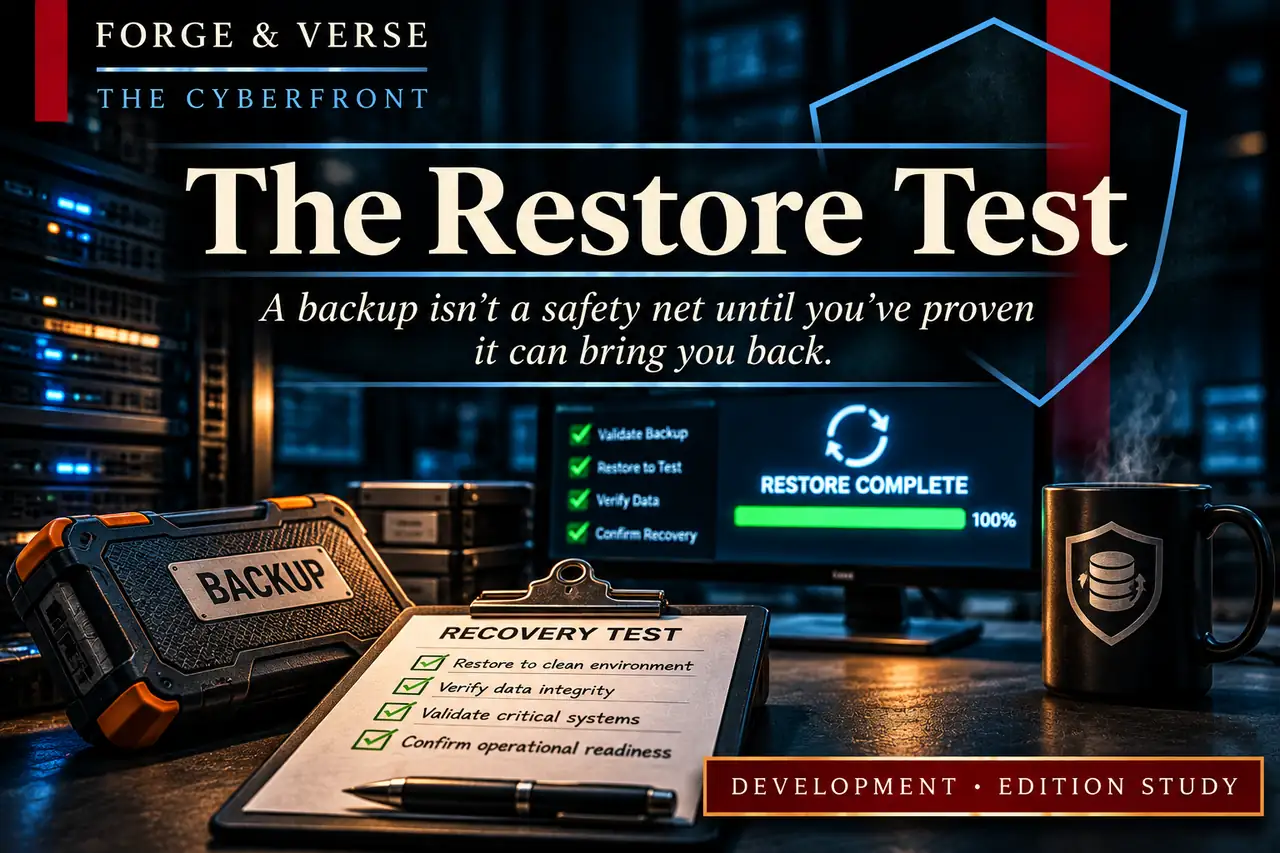 FORGE & VERSE
THE CYBERFRONT
The Restore Test
A backup isn't a safety net until you've proven
it can bring you back.
Validate Backup
Restore to Test
Verify Data
Confirm Recovery
RESTORE COMPLETE
100%
BACKUP
RECOVERY TEST
Restore to clean environment
Verify data integrity
Validate critical systems
Confirm operational readiness
DEVELOPMENT · EDITION STUDY